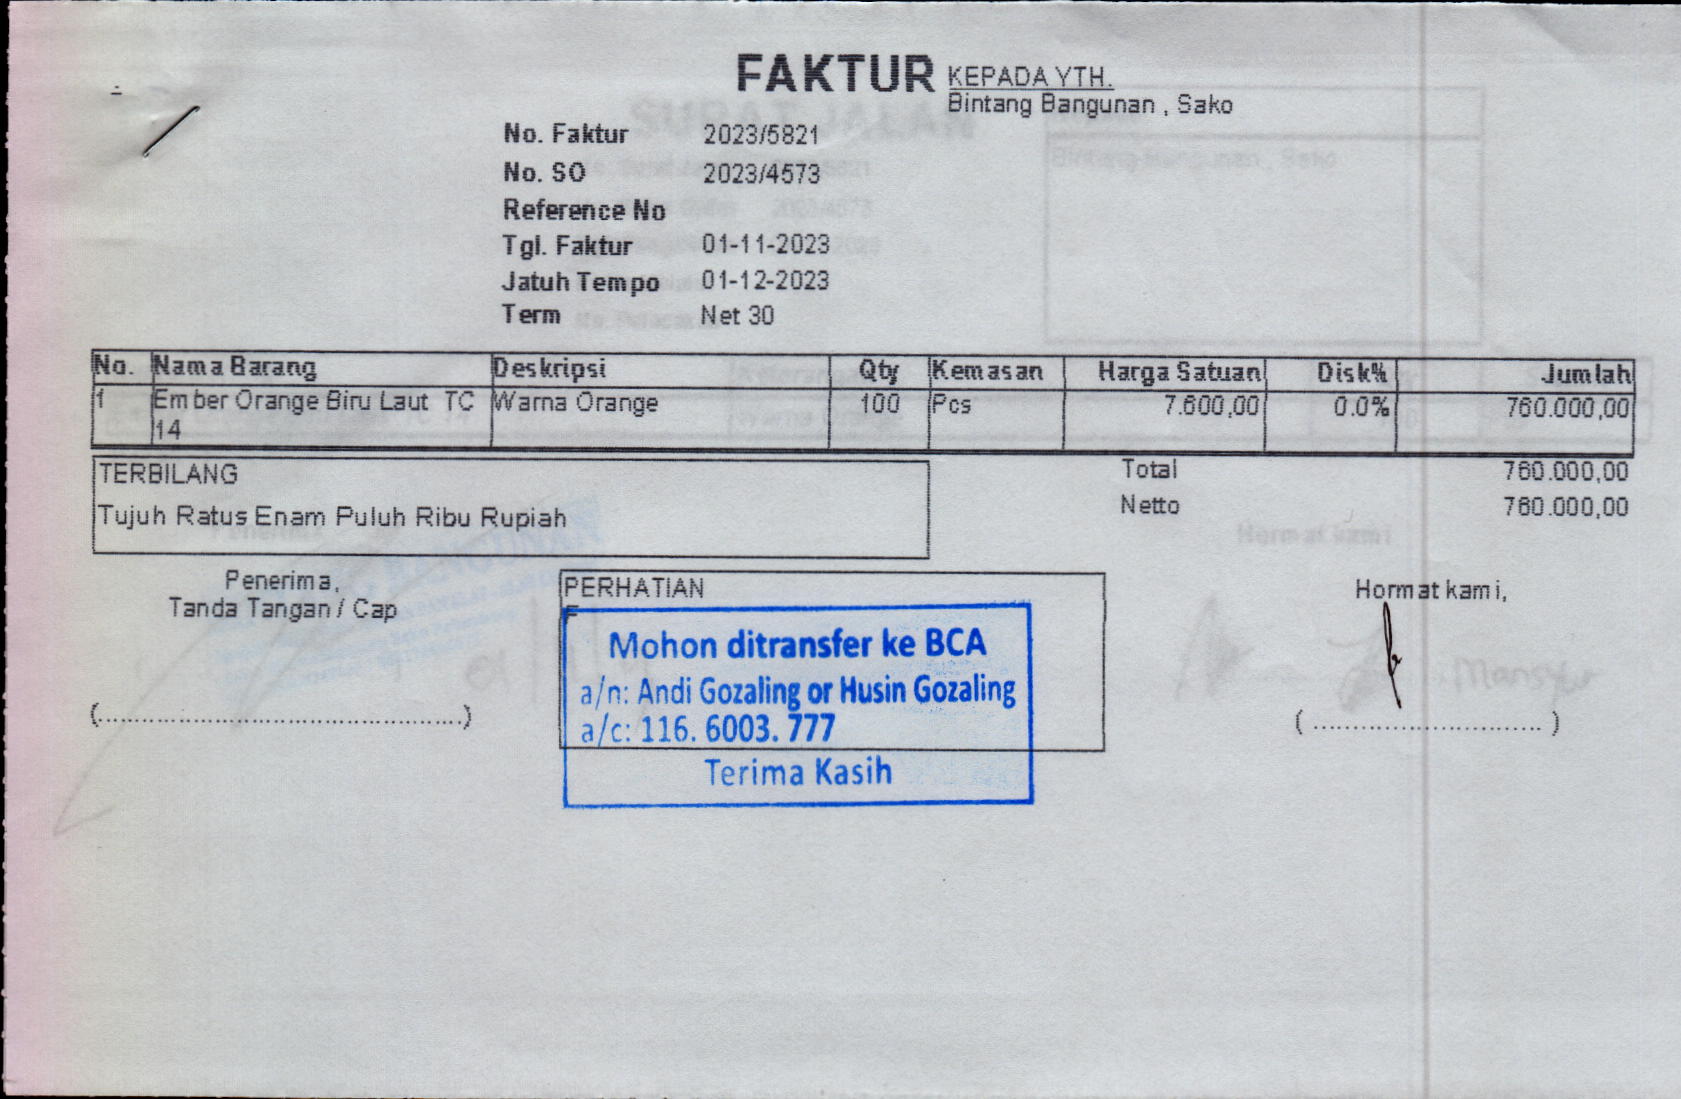 FAKTUR
KEPADA YTH.
Bintang Bangunan , Sako
No. Faktur 2023/5821
No. SO 2023/4573
Reference No
Tgl. Faktur 01-11-2023
Jatuh Tempo 01-12-2023
Term Net 30
No. Nama Barang Deskripsi Qty Kemasan Harga Satuan Disk% Jumlah
1 Ember Orange Biru Laut TC Warna Orange 100 Pcs 7.600,00 0.0% 760.000,00
14
TERBILANG Total 760.000,00
Tujuh Ratus Enam Puluh Ribu Rupiah Netto 760.000,00
Penerima,
Tanda Tangan / Cap
(.............................................)
PERHATIAN
Mohon ditransfer ke BCA
a/n: Andi Gozaling or Husin Gozaling
a/c: 116. 6003. 777
Terima Kasih
Hormat kami,
(.............................)